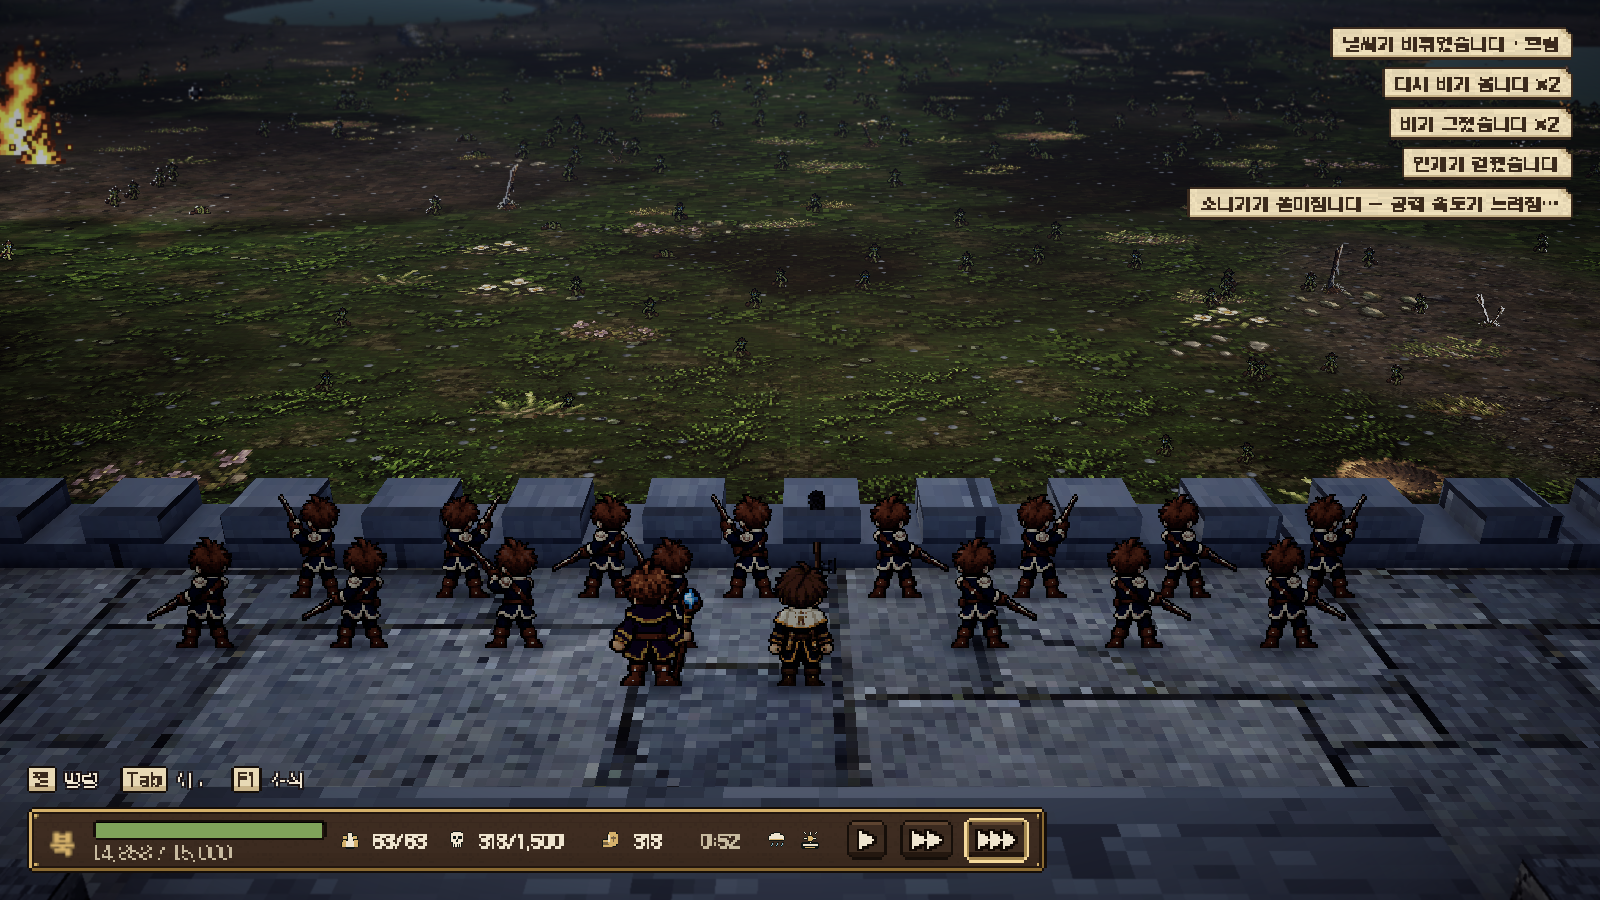 날씨가 바뀌었습니다 · 흐림
다시 비가 옵니다 ×2
비가 그쳤습니다 ×2
안개가 걷혔습니다
소나기가 쏟아집니다 — 공격 속도가 느려집…
휠
Tab
F1
북
14,858 / 15,000
63/63
318/1,500
318
0:52